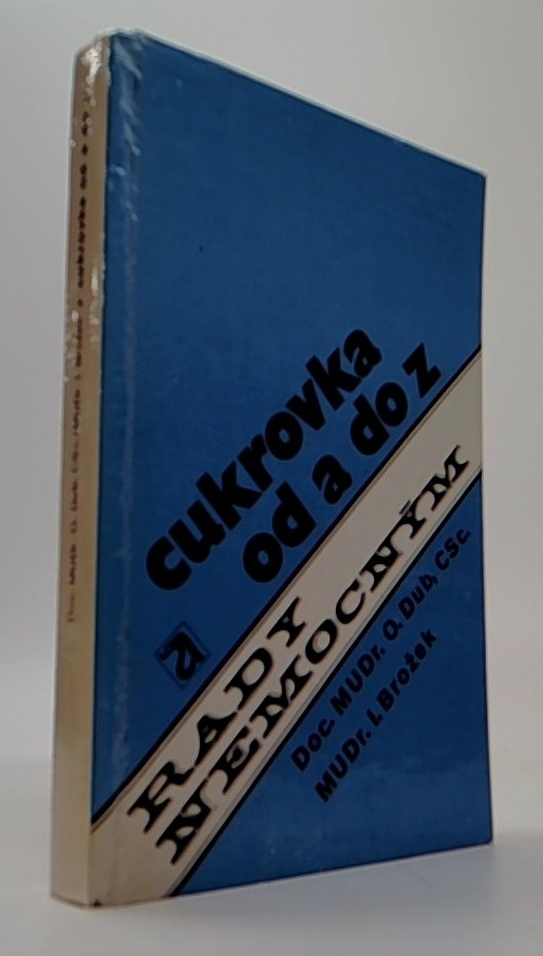 cukrovka
od a do z
a
RADY
NEMOCNÝM
Doc. MUDr. O. Dub, CSc.
MUDr. I. Brožek